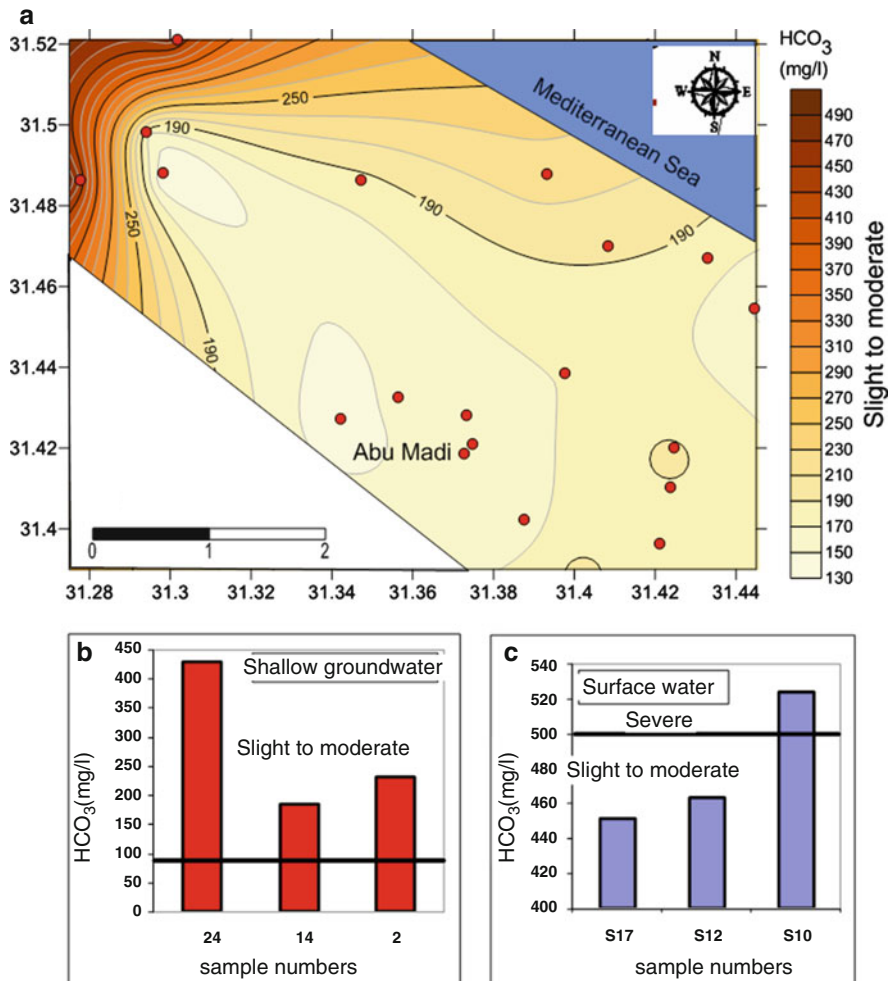 a
31.52
31.5
31.48
31.46
31.44
31.42
31.4
31.28
31.3
31.32
31.34
31.36
31.38
31.4
31.42
31.44
250
190
190
190
250
190
Mediterranean Sea
N
W
E
S
Abu Madi
0
1
2
HCO3
(mg/l)
490
470
450
430
410
390
370
350
330
310
290
270
250
230
210
190
170
150
130
Slight to moderate
b
Shallow groundwater
Slight to moderate
HCO3(mg/l)
450
400
350
300
250
200
150
100
50
0
24
14
2
sample numbers
c
Surface water
Severe
Slight to moderate
HCO3(mg/l)
540
520
500
480
460
440
420
400
S17
S12
S10
sample numbers